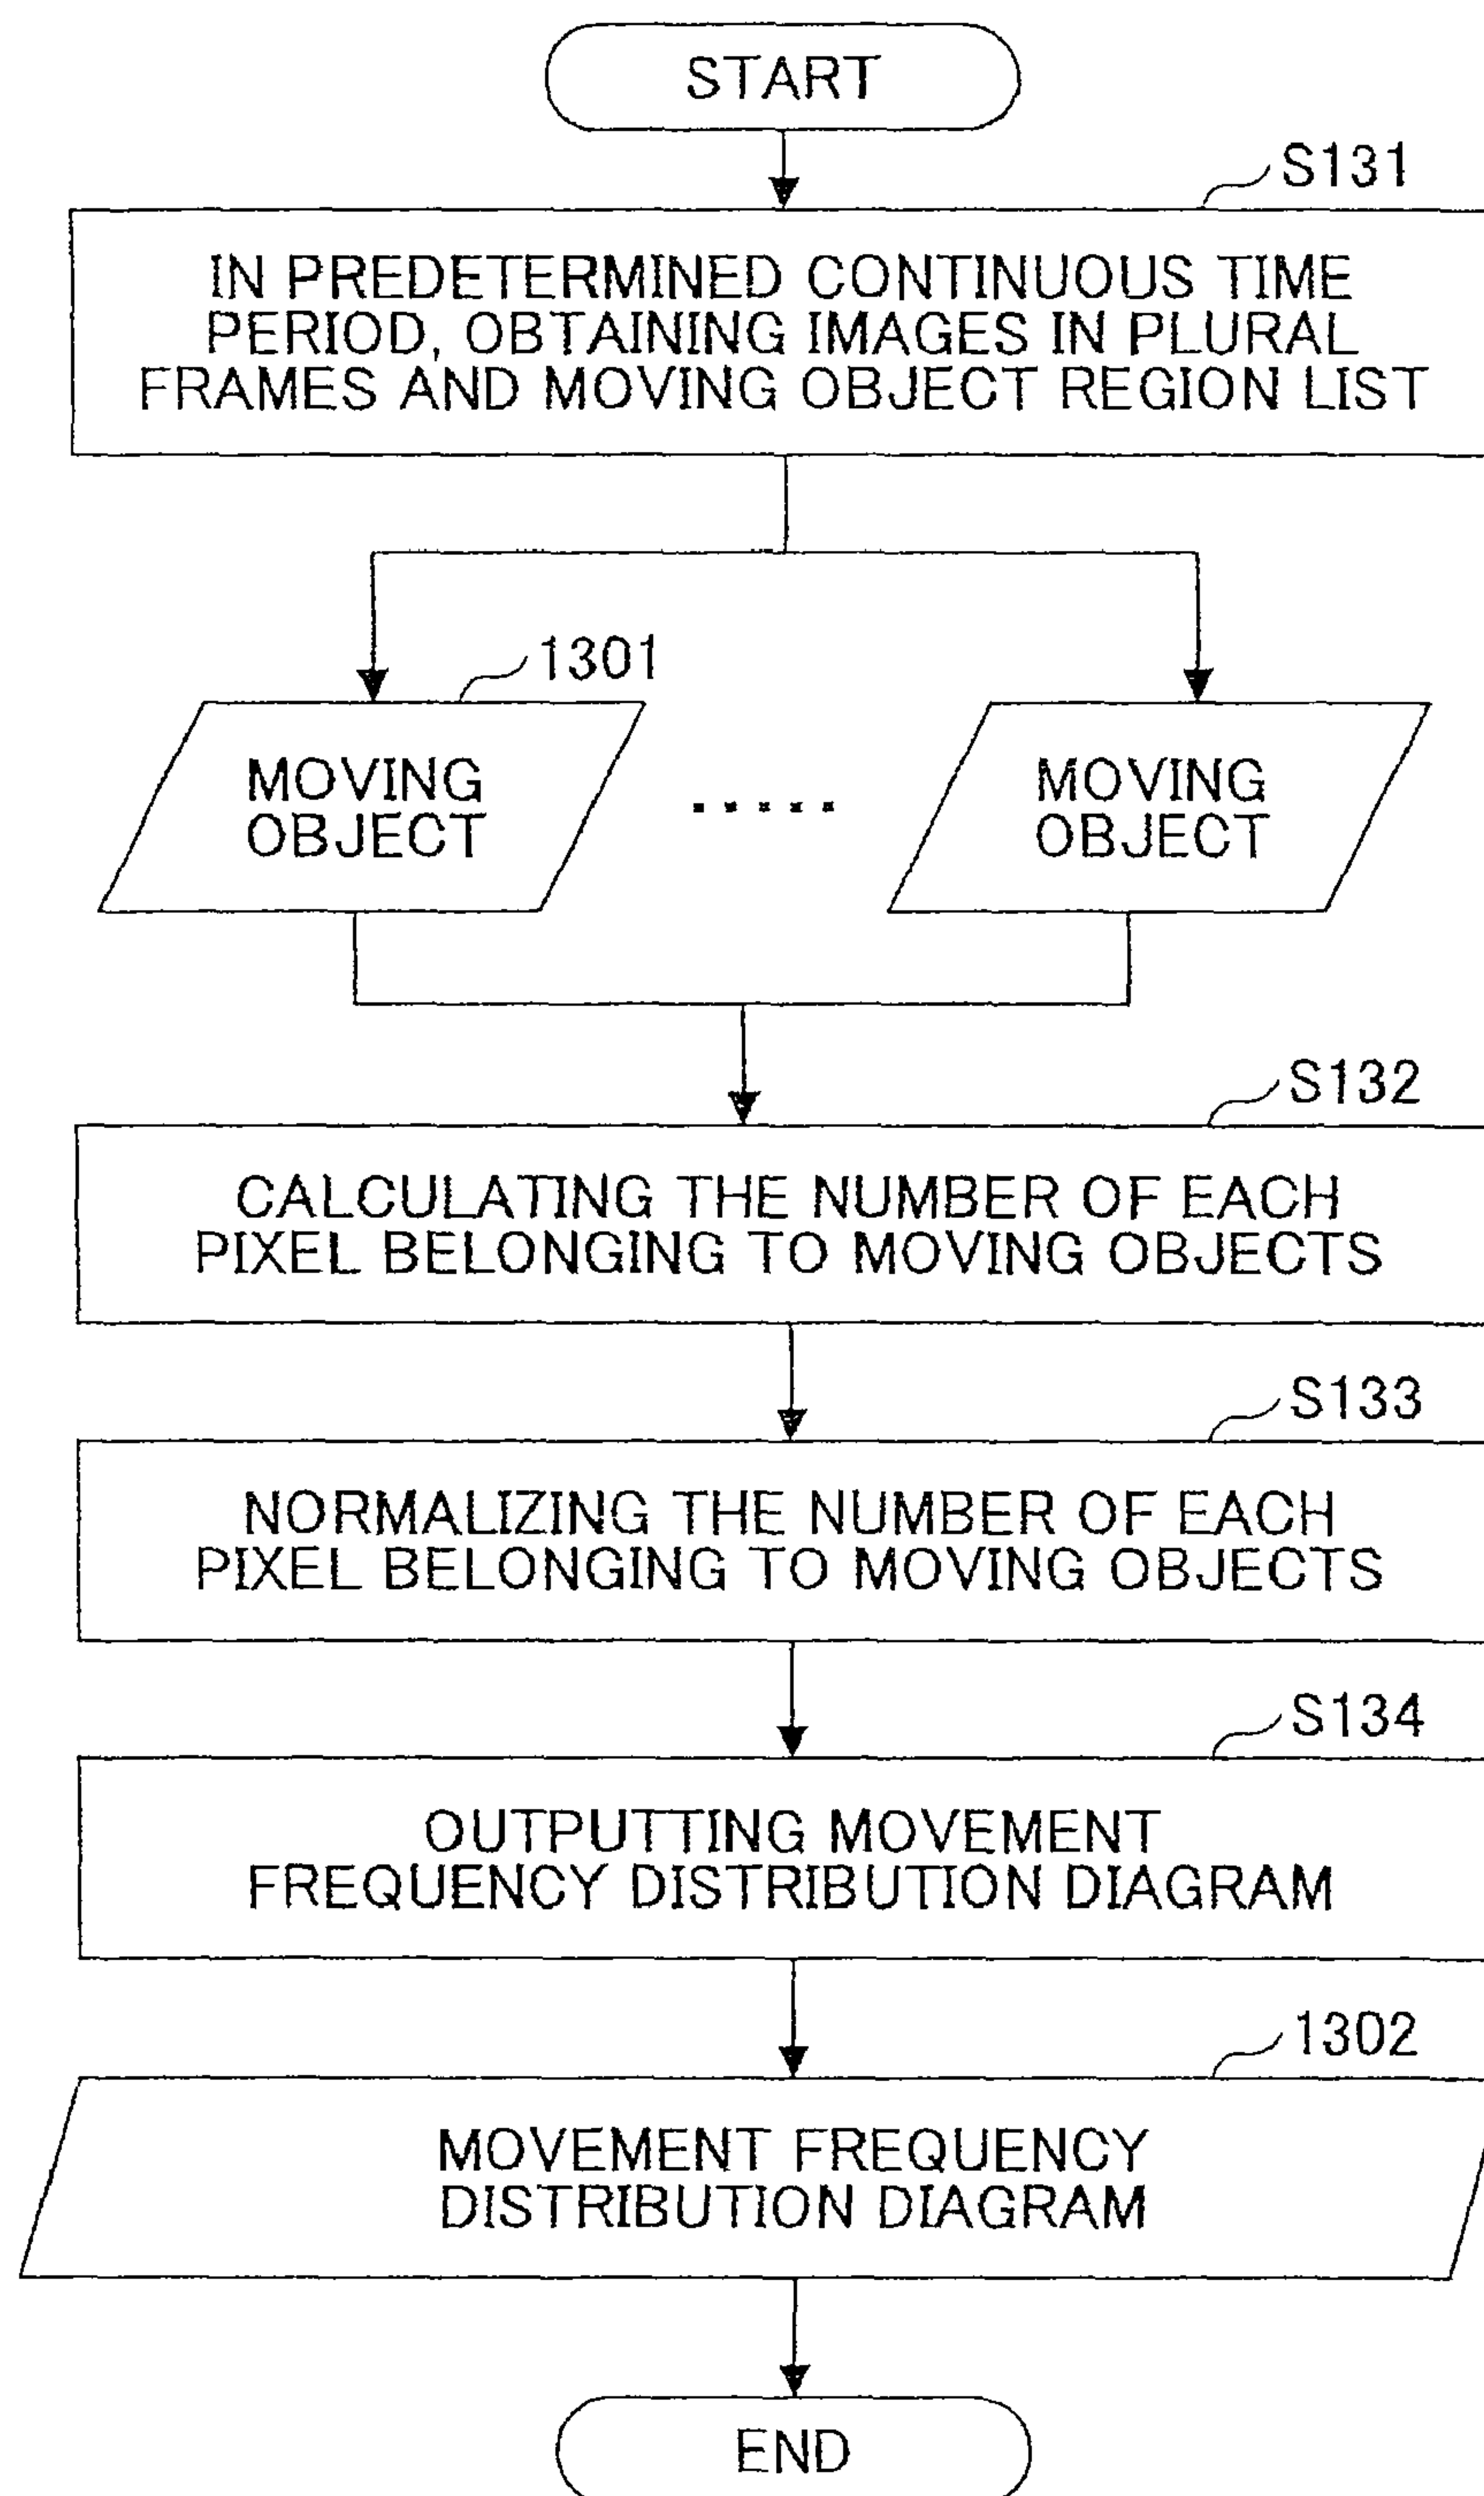 START
S131
IN PREDETERMINED CONTINUOUS TIME
PERIOD, OBTAINING IMAGES IN PLURAL
FRAMES AND MOVING OBJECT REGION LIST
1301
MOVING
OBJECT
.....
MOVING
OBJECT
S132
CALCULATING THE NUMBER OF EACH
PIXEL BELONGING TO MOVING OBJECTS
S133
NORMALIZING THE NUMBER OF EACH
PIXEL BELONGING TO MOVING OBJECTS
S134
OUTPUTTING MOVEMENT
FREQUENCY DISTRIBUTION DIAGRAM
1302
MOVEMENT FREQUENCY
DISTRIBUTION DIAGRAM
END